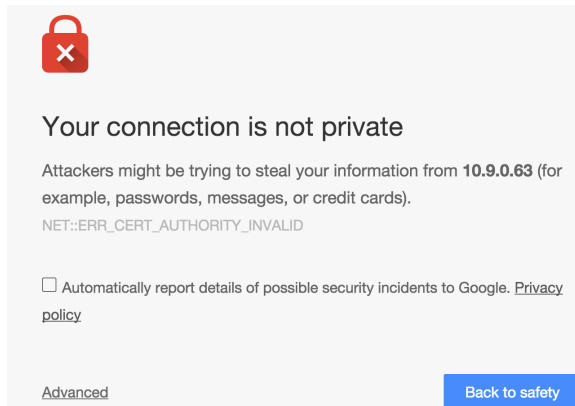 Your connection is not private
Attackers might be trying to steal your information from 10.9.0.63 (for
example, passwords, messages, or credit cards).
NET::ERR_CERT_AUTHORITY_INVALID
Automatically report details of possible security incidents to Google. Privacy
policy
Advanced
Back to safety